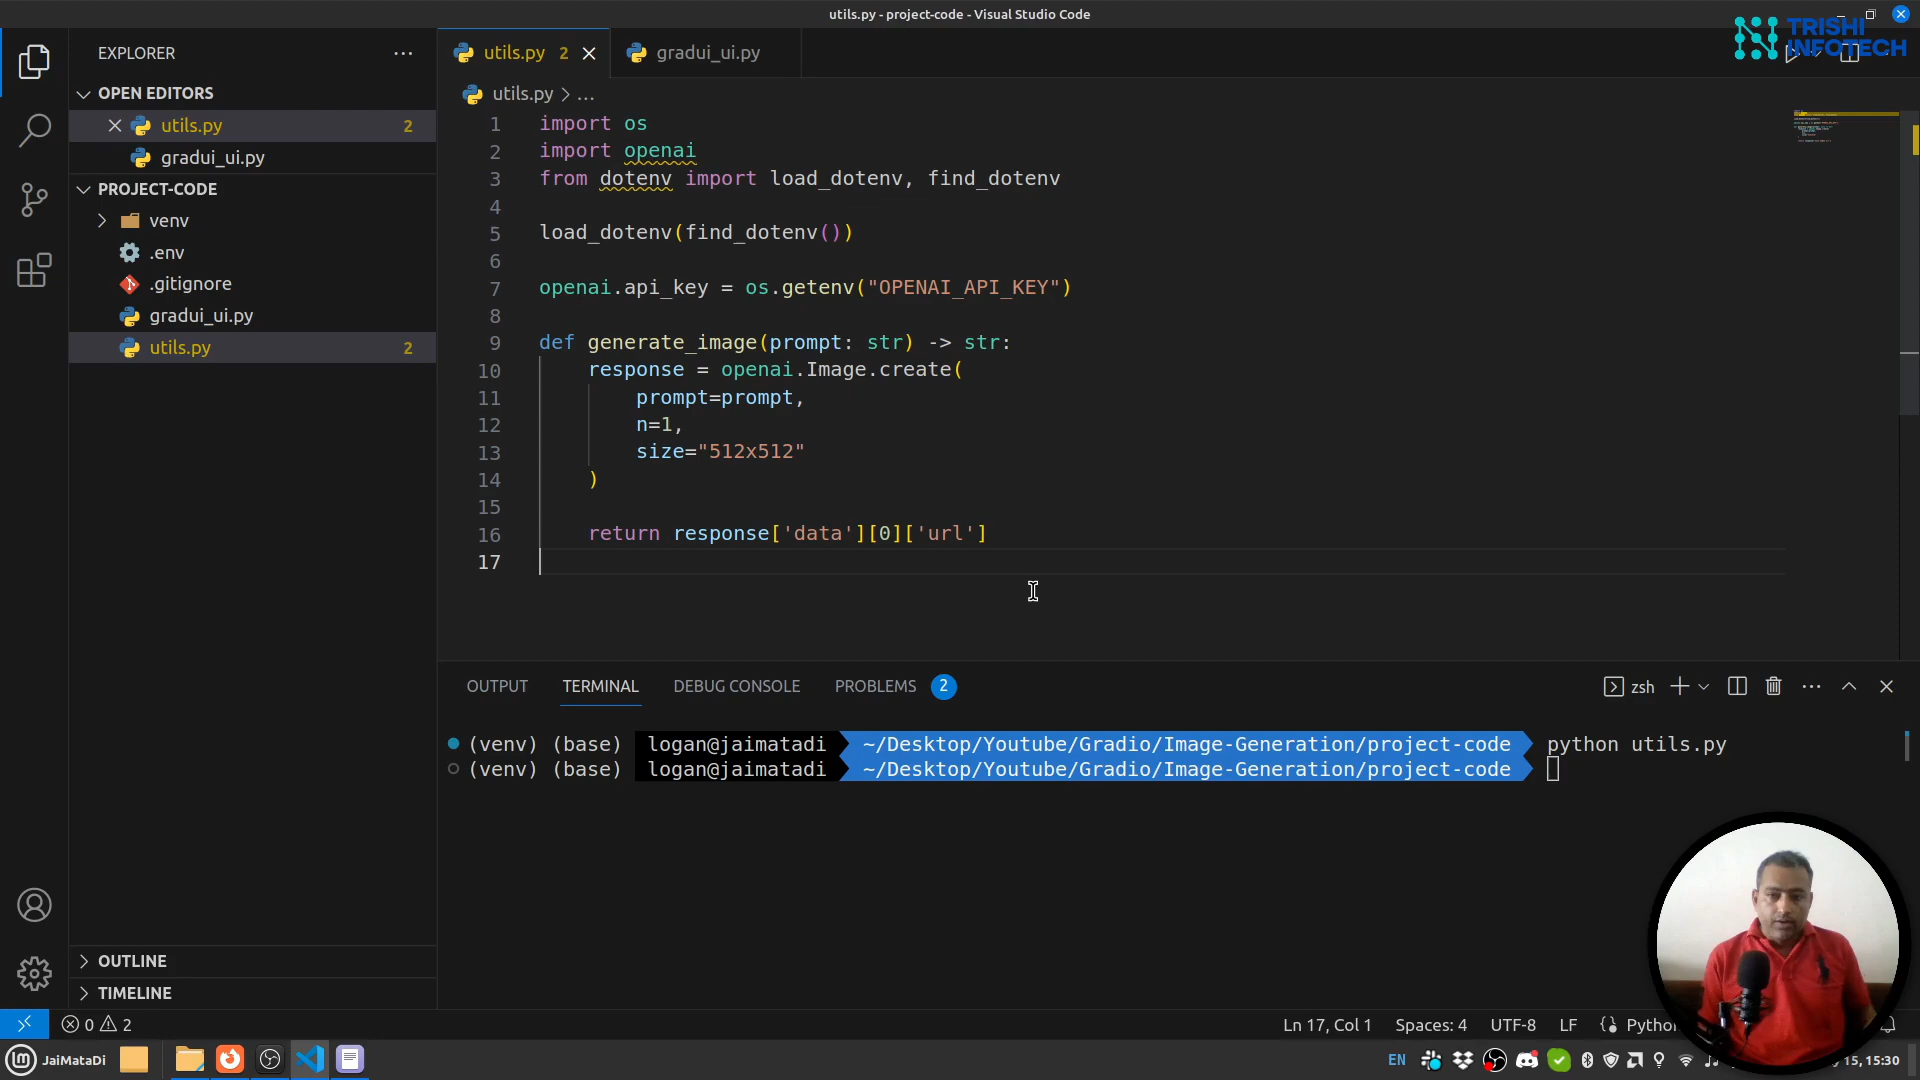 utils.py - project-code - Visual Studio Code
TRISHI
INFOTECH
EXPLORER
OPEN EDITORS
utils.py 2
gradui_ui.py
PROJECT-CODE
venv
.env
.gitignore
gradui_ui.py
utils.py 2
OUTLINE
TIMELINE
utils.py 2
gradui_ui.py
utils.py > ...
1 import os
2 import openai
3 from dotenv import load_dotenv, find_dotenv
4
5 load_dotenv(find_dotenv())
6
7 openai.api_key = os.getenv("OPENAI_API_KEY")
8
9 def generate_image(prompt: str) -> str:
10 response = openai.Image.create(
11 prompt=prompt,
12 n=1,
13 size="512x512"
14 )
15
16 return response['data'][0]['url']
17
OUTPUT TERMINAL DEBUG CONSOLE PROBLEMS 2
zsh
(venv) (base) logan@jaimatadi ~/Desktop/Youtube/Gradio/Image-Generation/project-code python utils.py
(venv) (base) logan@jaimatadi ~/Desktop/Youtube/Gradio/Image-Generation/project-code
0 2
Ln 17, Col 1 Spaces: 4 UTF-8 LF
JaiMataDi
EN
15, 15:30